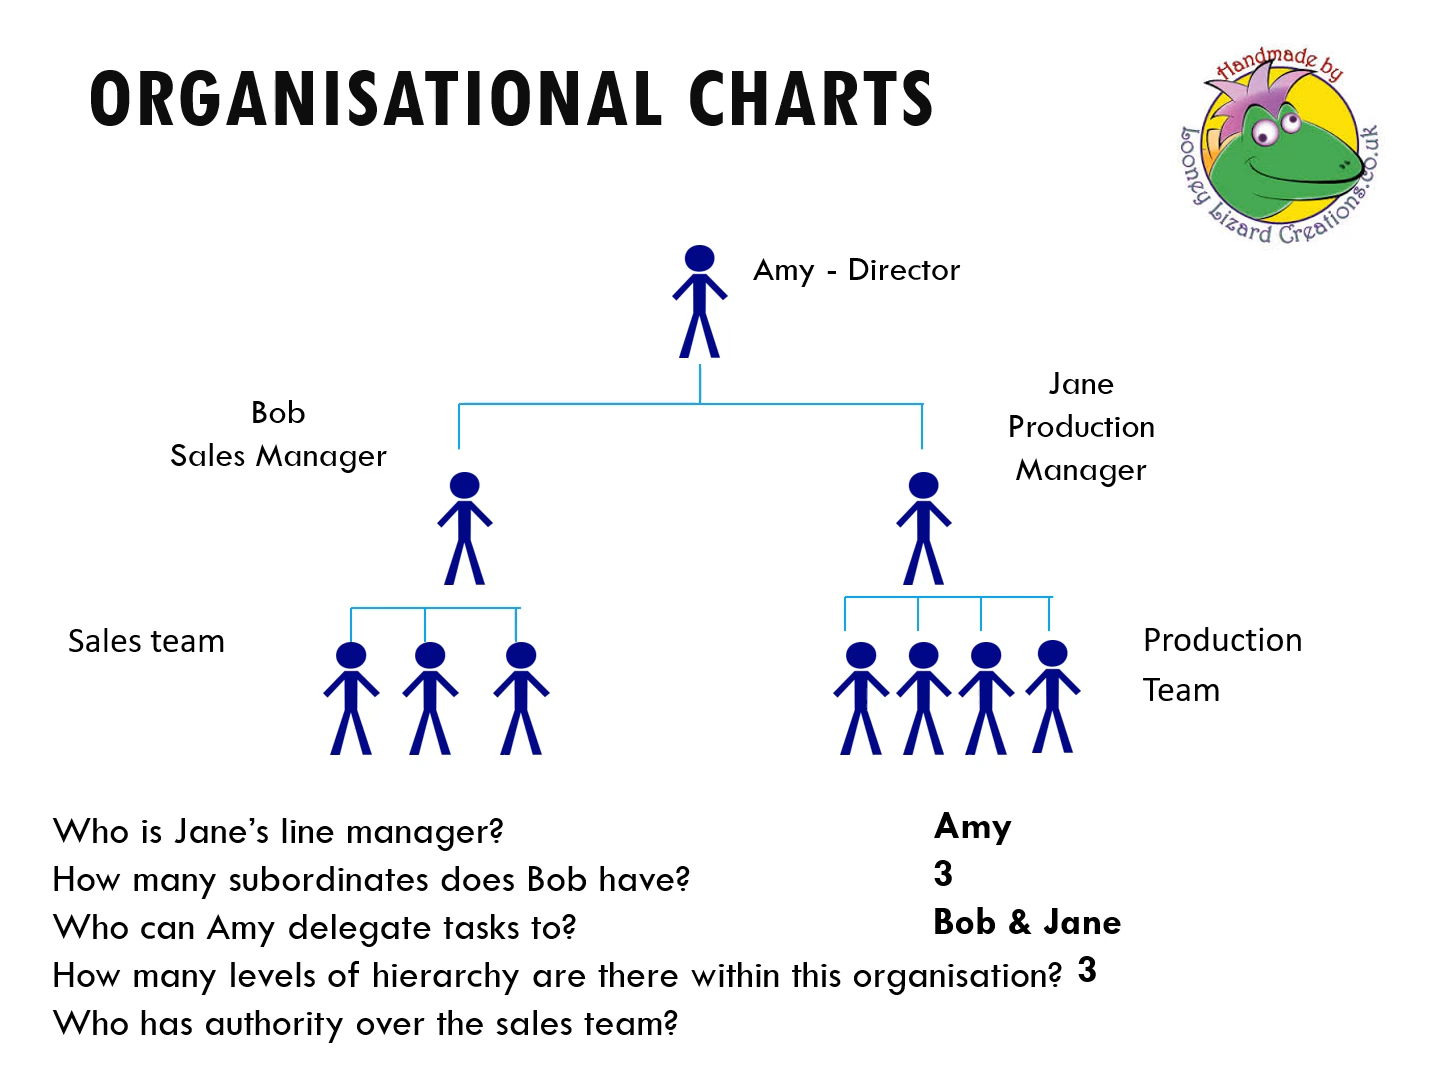 ORGANISATIONAL CHARTS
Handmade by
Looney Lizard Creations.co.uk
Amy - Director
Bob
Sales Manager
Jane
Production
Manager
Sales team
Production
Team
Who is Jane’s line manager? Amy
How many subordinates does Bob have? 3
Who can Amy delegate tasks to? Bob & Jane
How many levels of hierarchy are there within this organisation? 3
Who has authority over the sales team?